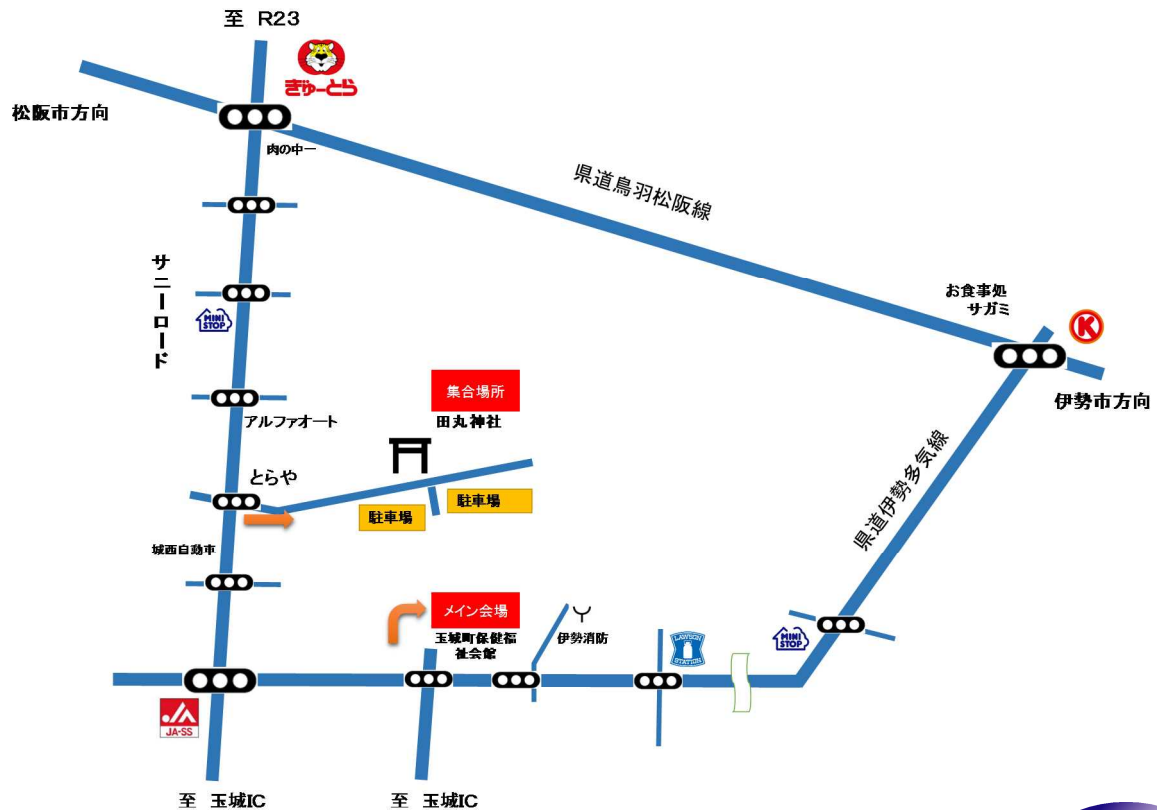 至 R23
ぎゅーとら
松阪市方向
肉の中一
県道鳥羽松阪線
サニーロード
MINI
STOP
お食事処
サガミ
K
伊勢市方向
集合場所
田丸神社
アルファオート
とらや
駐車場
駐車場
県道伊勢多気線
城西自動車
メイン会場
玉城町保健福
祉会館
伊勢消防
LAWSON
STATION
MINI
STOP
JA-SS
至 玉城IC
至 玉城IC